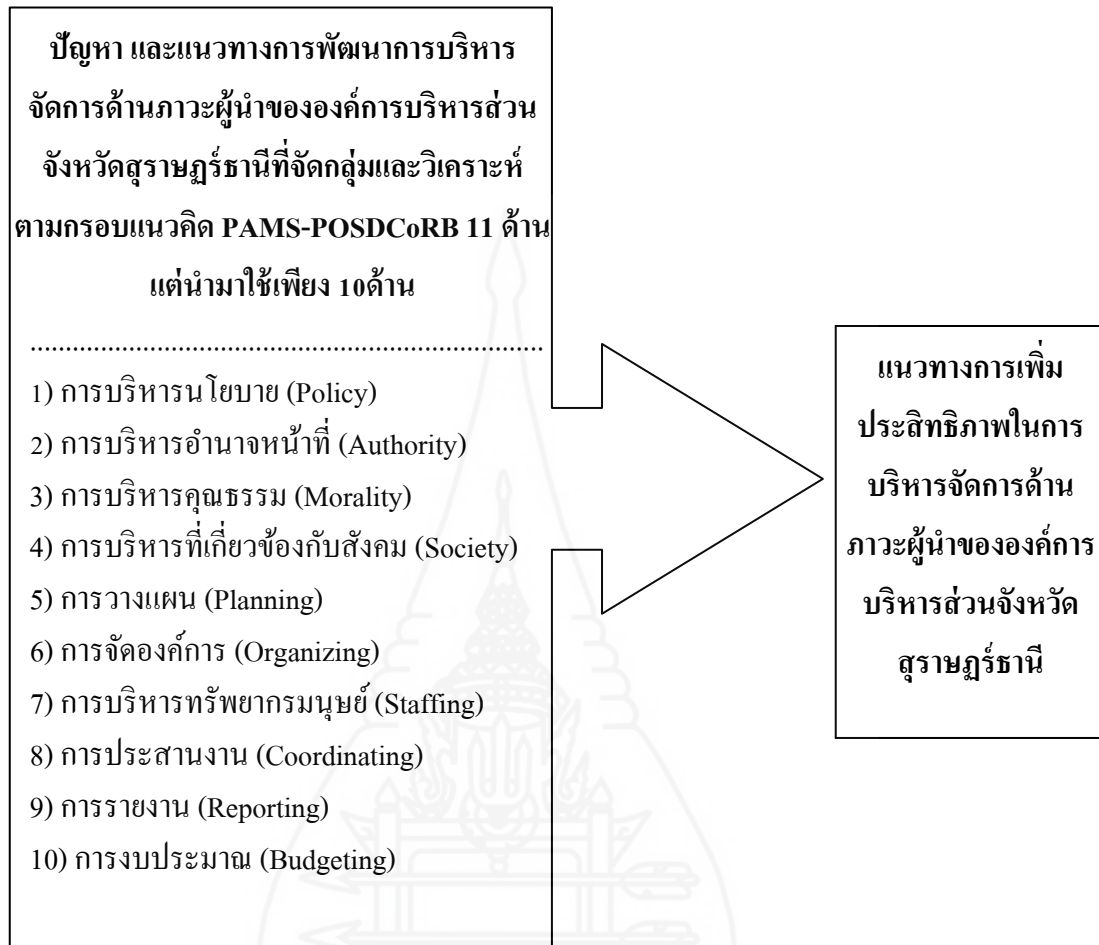 ปัญหา และแนวทางการพัฒนาการบริหาร
จัดการด้านภาวะผู้นำขององค์การบริหารส่วน
จังหวัดสุราษฎร์ธานีที่จัดกลุ่มและวิเคราะห์
ตามกรอบแนวคิด PAMS-POSDCoRB 11 ด้าน
แต่นำมาใช้เพียง 10ด้าน
..........................................................................
1) การบริหารนโยบาย (Policy)
2) การบริหารอำนาจหน้าที่ (Authority)
3) การบริหารคุณธรรม (Morality)
4) การบริหารที่เกี่ยวข้องกับสังคม (Society)
5) การวางแผน (Planning)
6) การจัดองค์การ (Organizing)
7) การบริหารทรัพยากรมนุษย์ (Staffing)
8) การประสานงาน (Coordinating)
9) การรายงาน (Reporting)
10) การงบประมาณ (Budgeting)
แนวทางการเพิ่ม
ประสิทธิภาพในการ
บริหารจัดการด้าน
ภาวะผู้นำขององค์การ
บริหารส่วนจังหวัด
สุราษฎร์ธานี